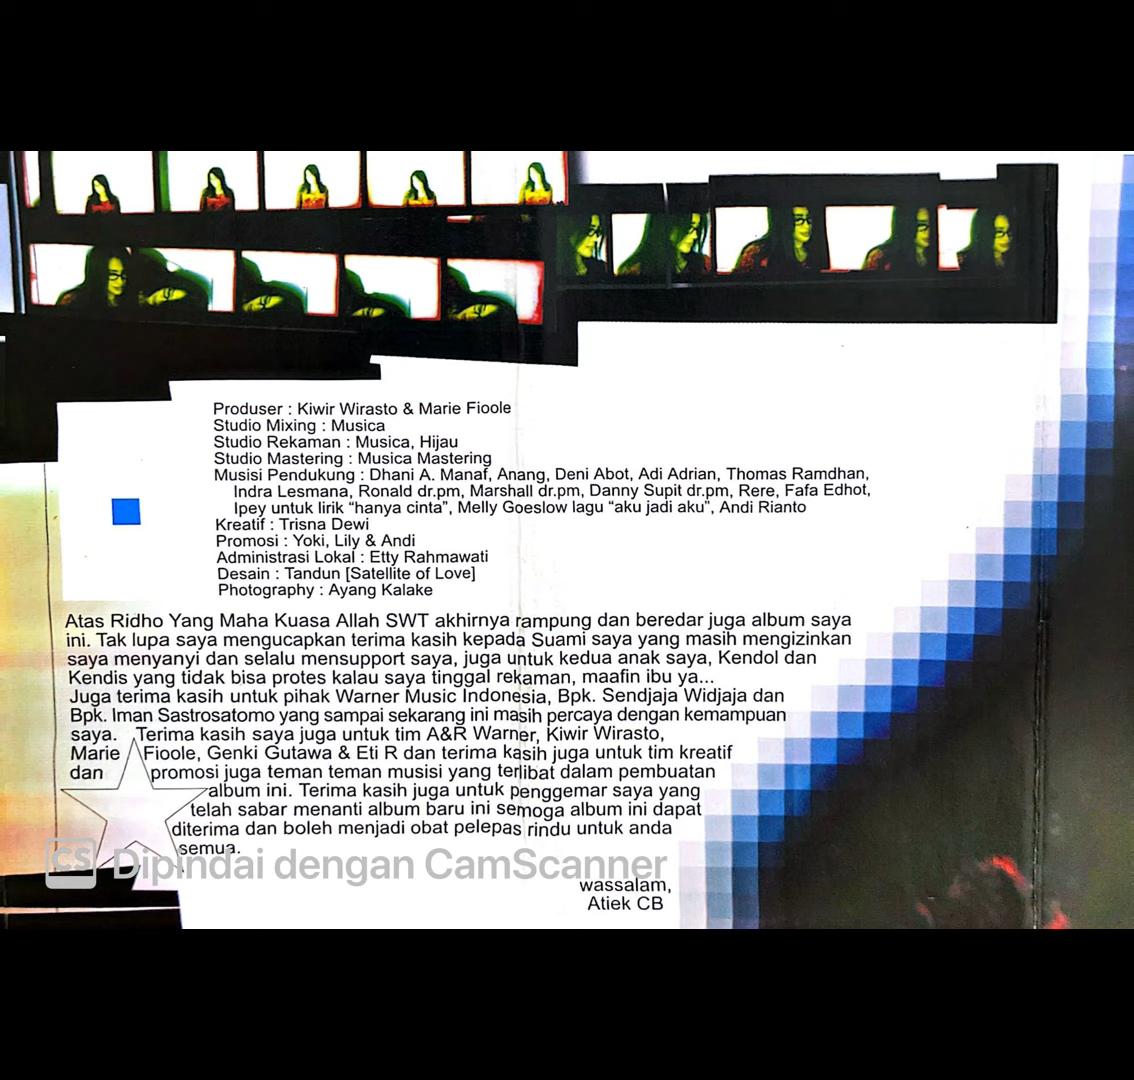 Produser : Kiwir Wirasto & Marie Fioole
Studio Mixing : Musica
Studio Rekaman : Musica, Hijau
Studio Mastering : Musica Mastering
Musisi Pendukung : Dhani A. Manaf, Anang, Deni Abot, Adi Adrian, Thomas Ramdhan,
Indra Lesmana, Ronald dr.pm, Marshall dr.pm, Danny Supit dr.pm, Rere, Fafa Edhot,
Ipey untuk lirik “hanya cinta”, Melly Goeslow lagu “aku jadi aku”, Andi Rianto
Kreatif : Trisna Dewi
Promosi : Yoki, Lily & Andi
Administrasi Lokal : Etty Rahmawati
Desain : Tandun [Satellite of Love]
Photography : Ayang Kalake
Atas Ridho Yang Maha Kuasa Allah SWT akhirnya rampung dan beredar juga album saya
ini. Tak lupa saya mengucapkan terima kasih kepada Suami saya yang masih mengizinkan
saya menyanyi dan selalu mensupport saya, juga untuk kedua anak saya, Kendol dan
Kendis yang tidak bisa protes kalau saya tinggal rekaman, maafin ibu ya...
Juga terima kasih untuk pihak Warner Music Indonesia, Bpk. Sendjaja Widjaja dan
Bpk. Iman Sastrosatomo yang sampai sekarang ini masih percaya dengan kemampuan
saya. Terima kasih saya juga untuk tim A&R Warner, Kiwir Wirasto,
Marie Fioole, Genki Gutawa & Eti R dan terima kasih juga untuk tim kreatif
dan promosi juga teman teman musisi yang terlibat dalam pembuatan
album ini. Terima kasih juga untuk penggemar saya yang
telah sabar menanti album baru ini semoga album ini dapat
diterima dan boleh menjadi obat pelepas rindu untuk anda
semua.
CS Dipindai dengan CamScanner
wassalam,
Atiek CB